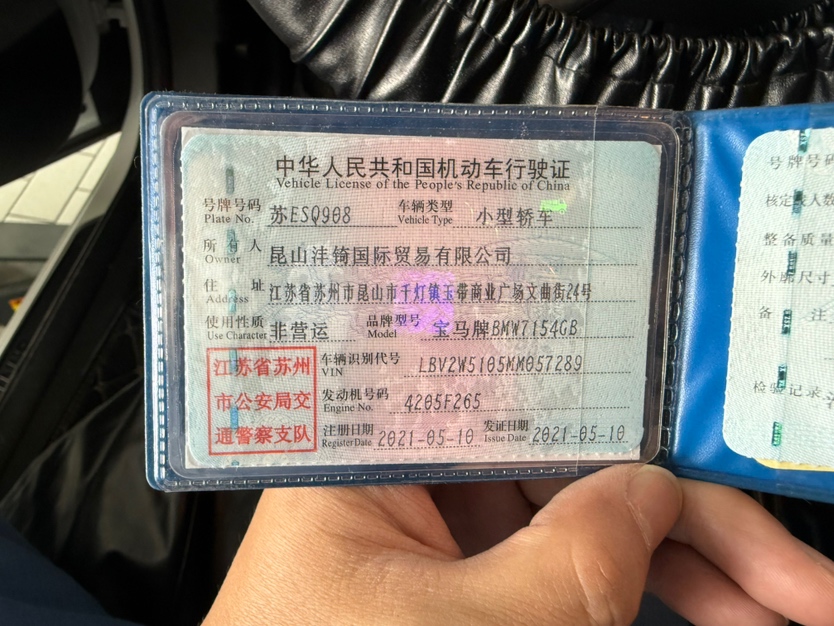 中华人民共和国机动车行驶证
Vehicle License of the People's Republic of China
号牌号码 Plate No. 苏ESQ908 车辆类型 Vehicle Type 小型轿车
所有人 Owner 昆山沣锜国际贸易有限公司
住址 Address 江苏省苏州市昆山市千灯镇玉带商业广场文曲街24号
使用性质 Use Character 非营运 品牌型号 Model 宝马牌BMW7154GB
车辆识别代号 VIN LBV2W5105MM057289
发动机号码 Engine No. 4205F265
注册日期 Register Date 2021-05-10 发证日期 Issue Date 2021-05-10
江苏省苏州
市公安局交
通警察支队
号牌号码
核定载人数
整备质量
外廓尺寸
备注
检验记录